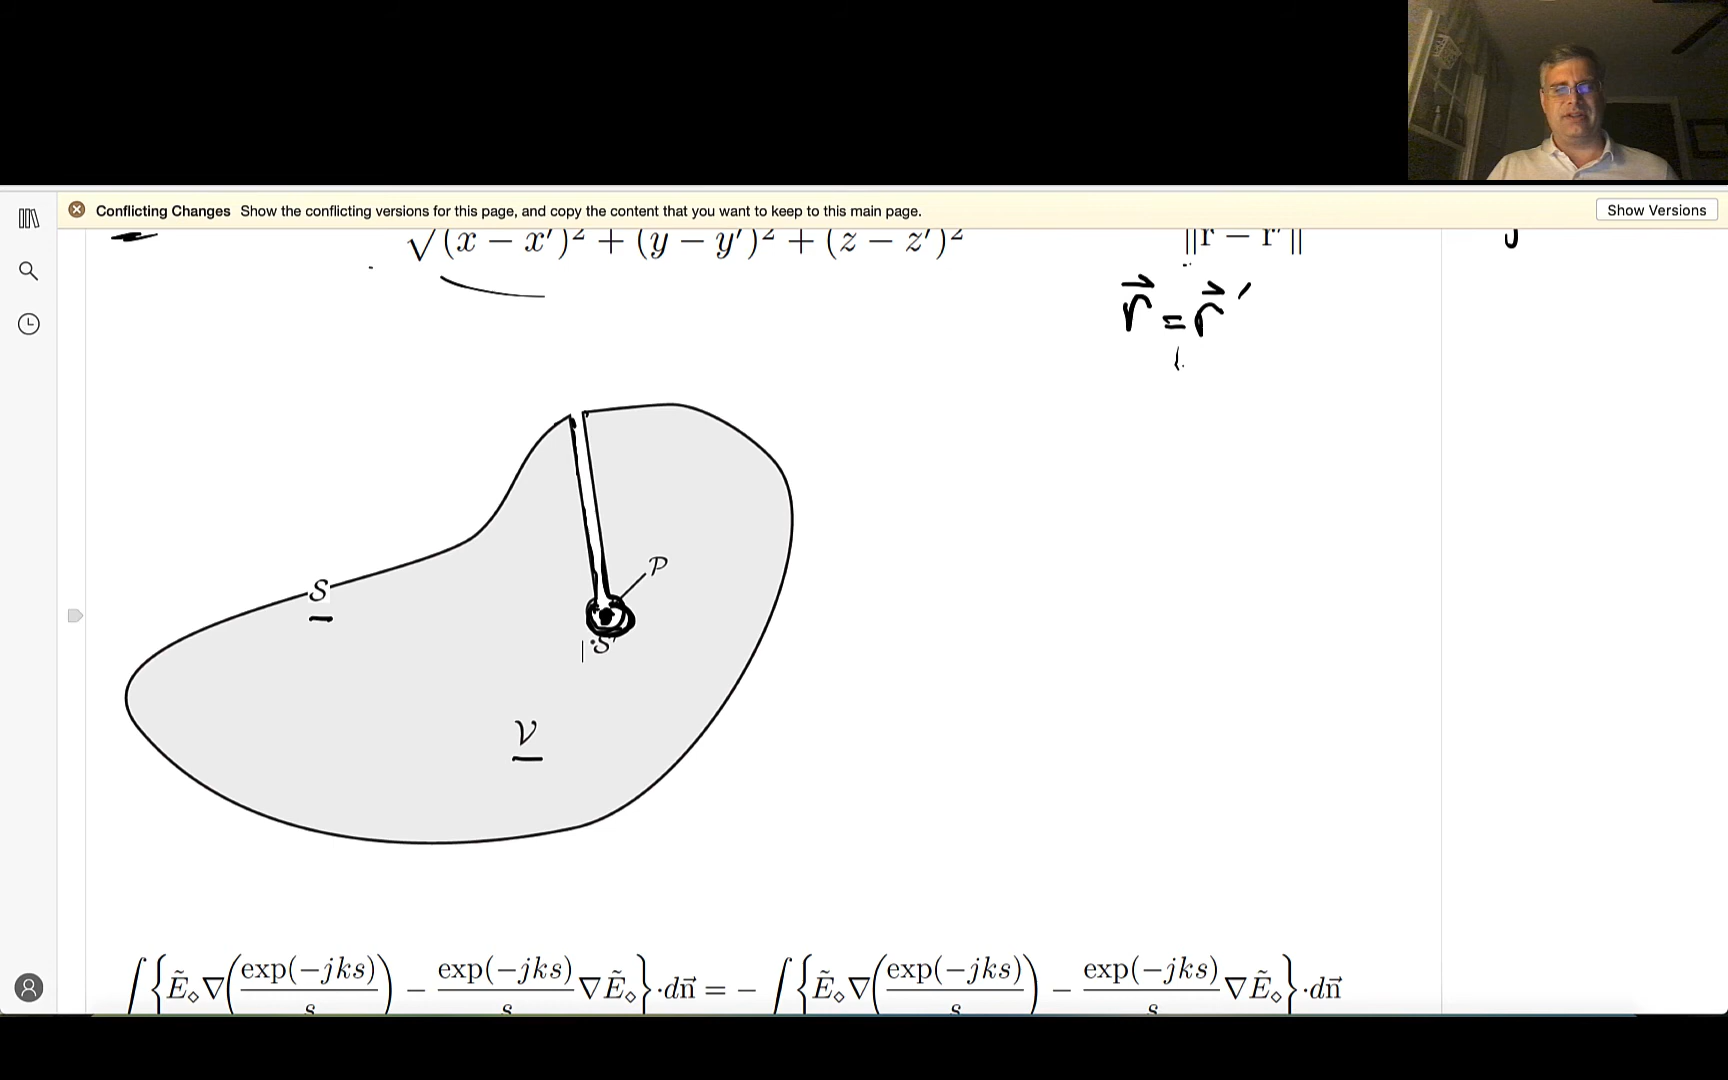 Conflicting Changes Show the conflicting versions for this page, and copy the content that you want to keep to this main page. Show Versions
√(x − x′)² + (y − y′)² + (z − z′)² ||r − r′||
r⃗ = r⃗′
P
S
S′
V
∫{Ẽ⋄∇(exp(−jks)/s) − exp(−jks)/s ∇Ẽ⋄}·dn⃗ = − ∫{Ẽ⋄∇(exp(−jks)/s) − exp(−jks)/s ∇Ẽ⋄}·dn⃗